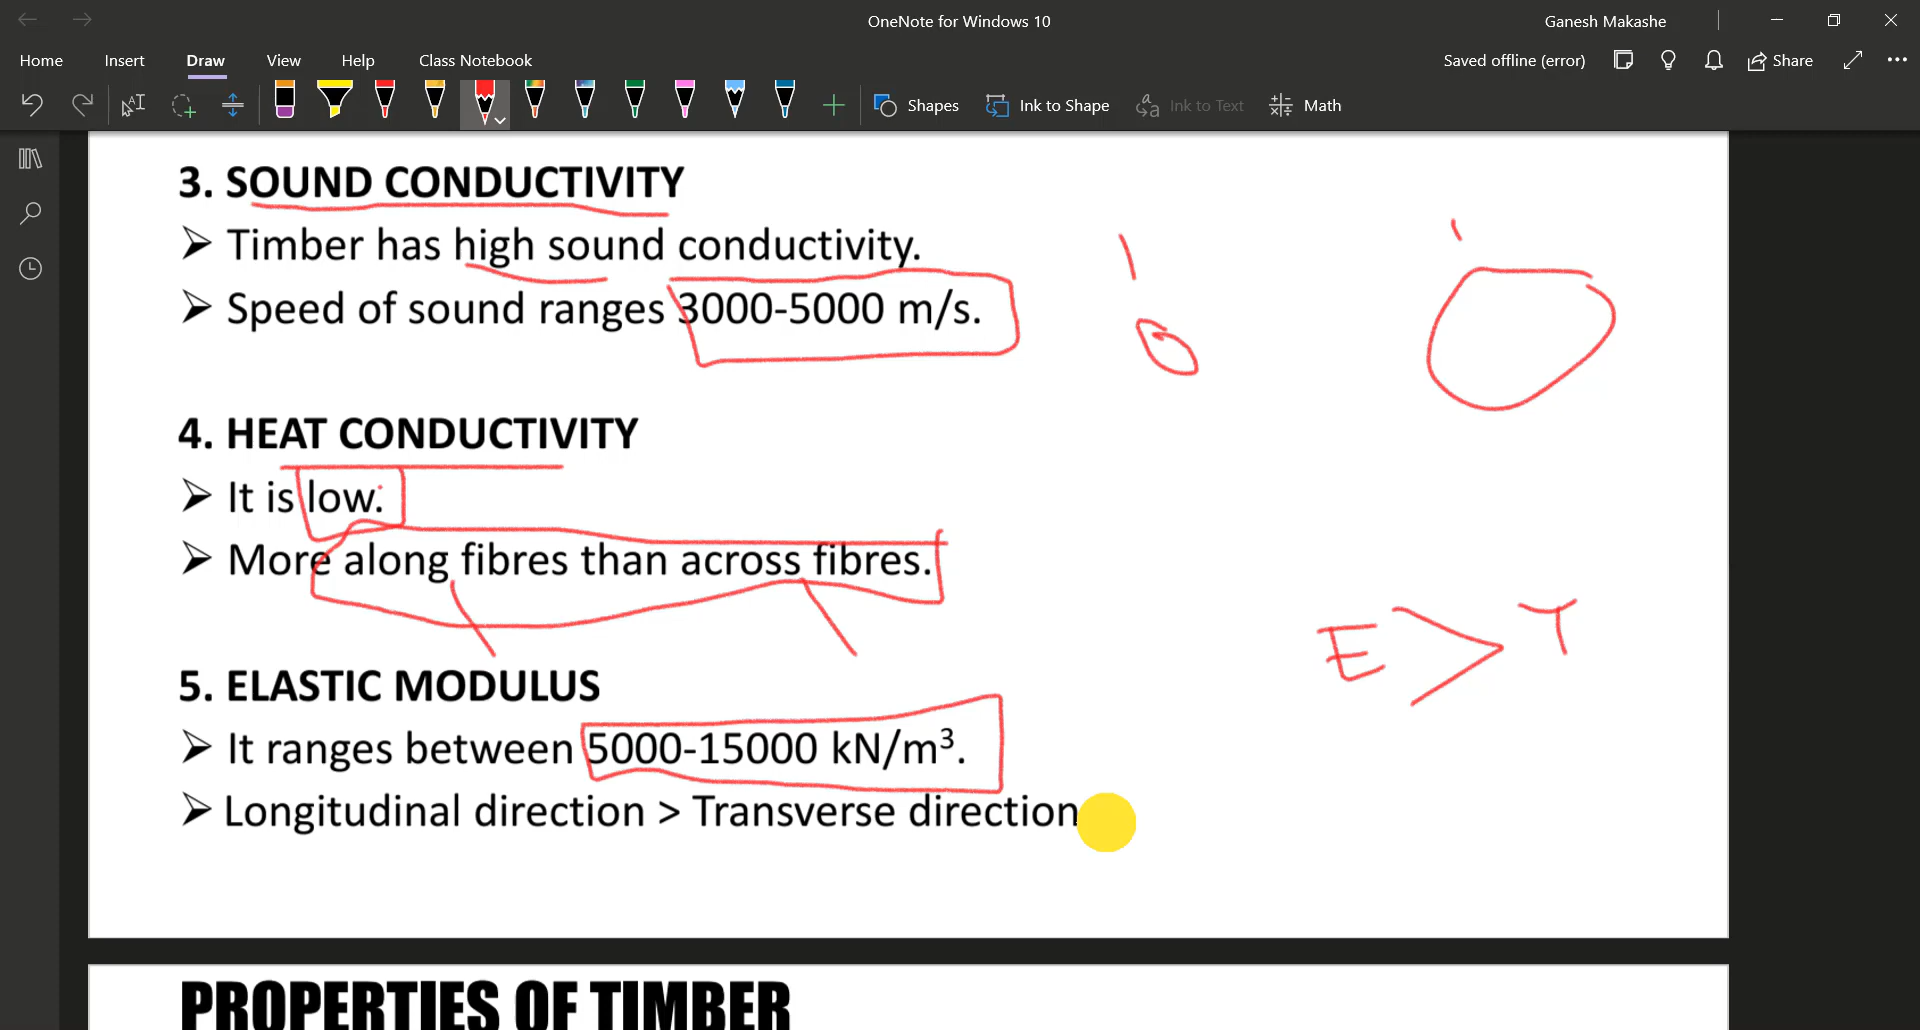 OneNote for Windows 10
Ganesh Makashe
Home Insert Draw View Help Class Notebook
Saved offline (error) Share
Shapes Ink to Shape Ink to Text Math
3. SOUND CONDUCTIVITY
➢ Timber has high sound conductivity.
➢ Speed of sound ranges 3000-5000 m/s.
4. HEAT CONDUCTIVITY
➢ It is low.
➢ More along fibres than across fibres.
E > T
5. ELASTIC MODULUS
➢ It ranges between 5000-15000 kN/m³.
➢ Longitudinal direction > Transverse direction
PROPERTIES OF TIMBER